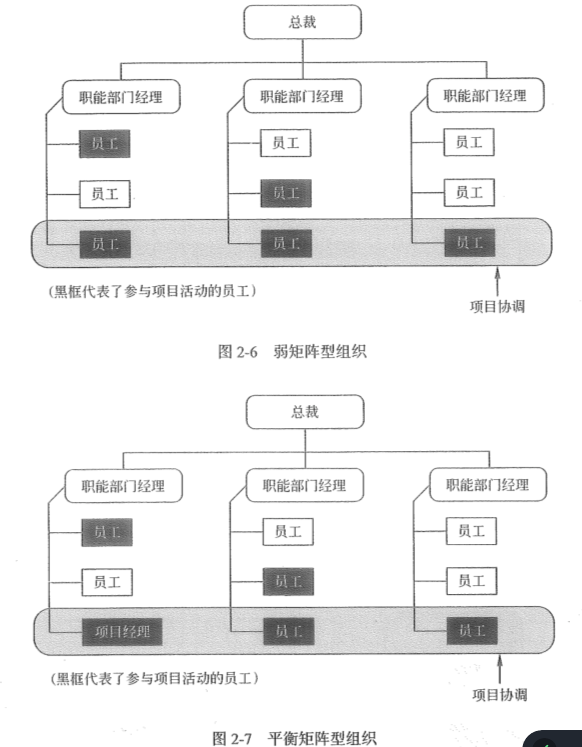 总裁
职能部门经理 职能部门经理 职能部门经理
员工 员工 员工
员工 员工 员工
员工 员工 员工
(黑框代表了参与项目活动的员工)
项目协调
图 2-6 弱矩阵型组织
总裁
职能部门经理 职能部门经理 职能部门经理
员工 员工 员工
员工 员工 员工
项目经理 员工 员工
(黑框代表了参与项目活动的员工)
项目协调
图 2-7 平衡矩阵型组织